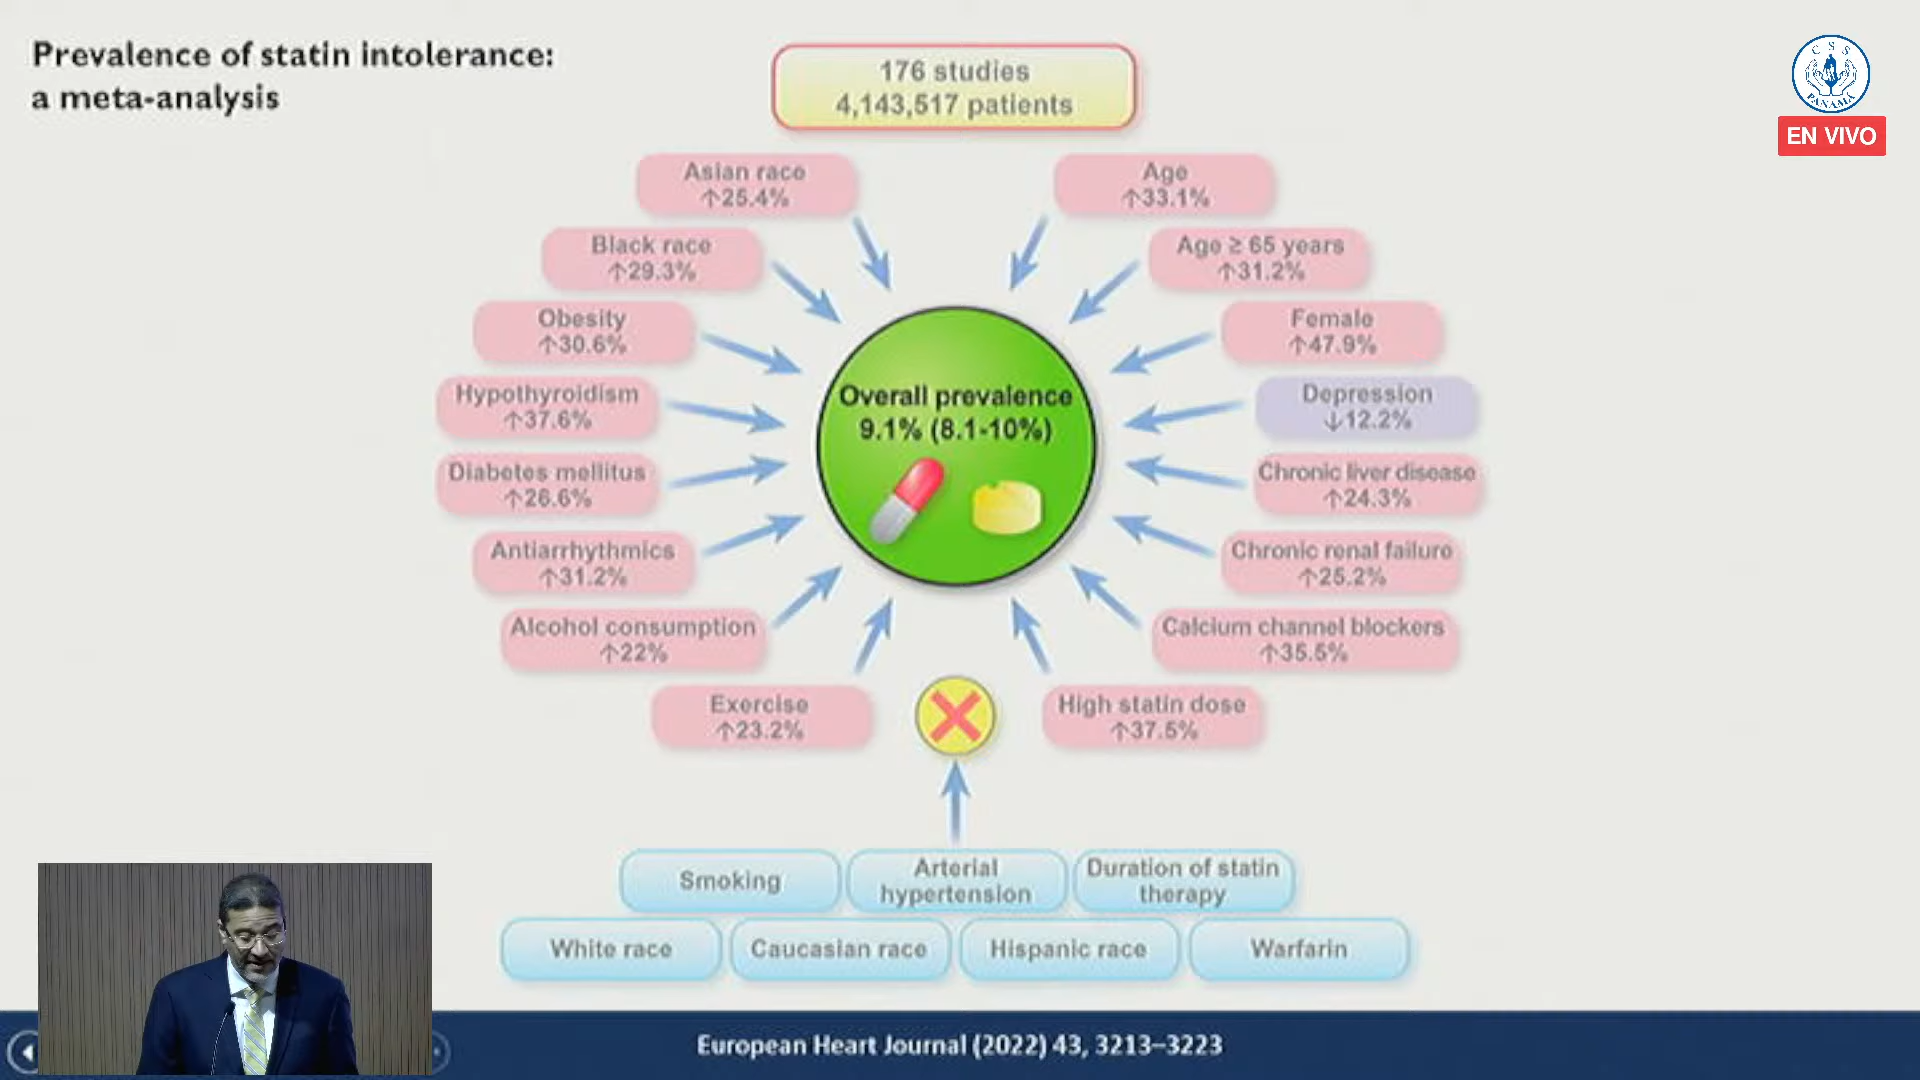 Prevalence of statin intolerance:
a meta-analysis
176 studies
4,143,517 patients
CSS
PANAMÁ
EN VIVO
Asian race
↑25.4%
Age
↑33.1%
Black race
↑29.3%
Age ≥ 65 years
↑31.2%
Obesity
↑30.6%
Female
↑47.9%
Hypothyroidism
↑37.6%
Depression
↓12.2%
Overall prevalence
9.1% (8.1-10%)
Diabetes mellitus
↑26.6%
Chronic liver disease
↑24.3%
Antiarrhythmics
↑31.2%
Chronic renal failure
↑25.2%
Alcohol consumption
↑22%
Calcium channel blockers
↑35.5%
Exercise
↑23.2%
High statin dose
↑37.5%
Smoking
Arterial
hypertension
Duration of statin
therapy
White race
Caucasian race
Hispanic race
Warfarin
European Heart Journal (2022) 43, 3213–3223